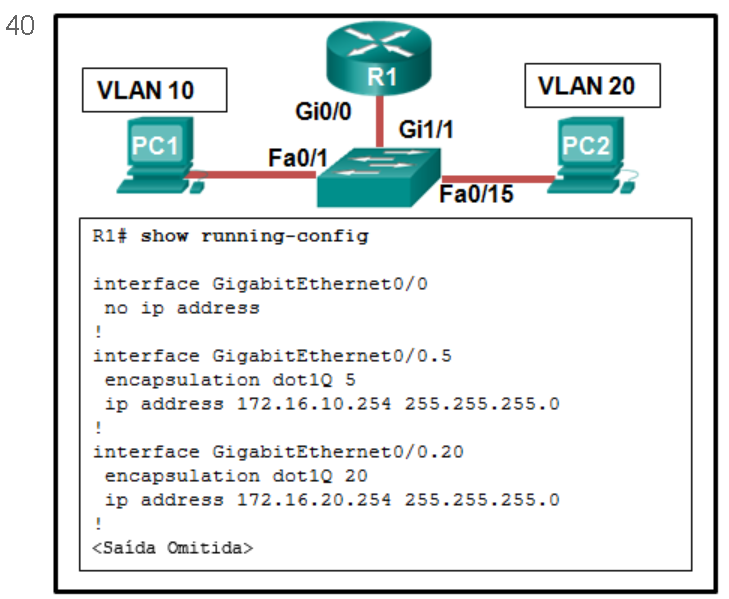 40
R1
VLAN 10
VLAN 20
Gi0/0
Gi1/1
PC1
PC2
Fa0/1
Fa0/15
R1# show running-config
interface GigabitEthernet0/0
no ip address
!
interface GigabitEthernet0/0.5
encapsulation dot1Q 5
ip address 172.16.10.254 255.255.255.0
!
interface GigabitEthernet0/0.20
encapsulation dot1Q 20
ip address 172.16.20.254 255.255.255.0
!
<Saída Omitida>